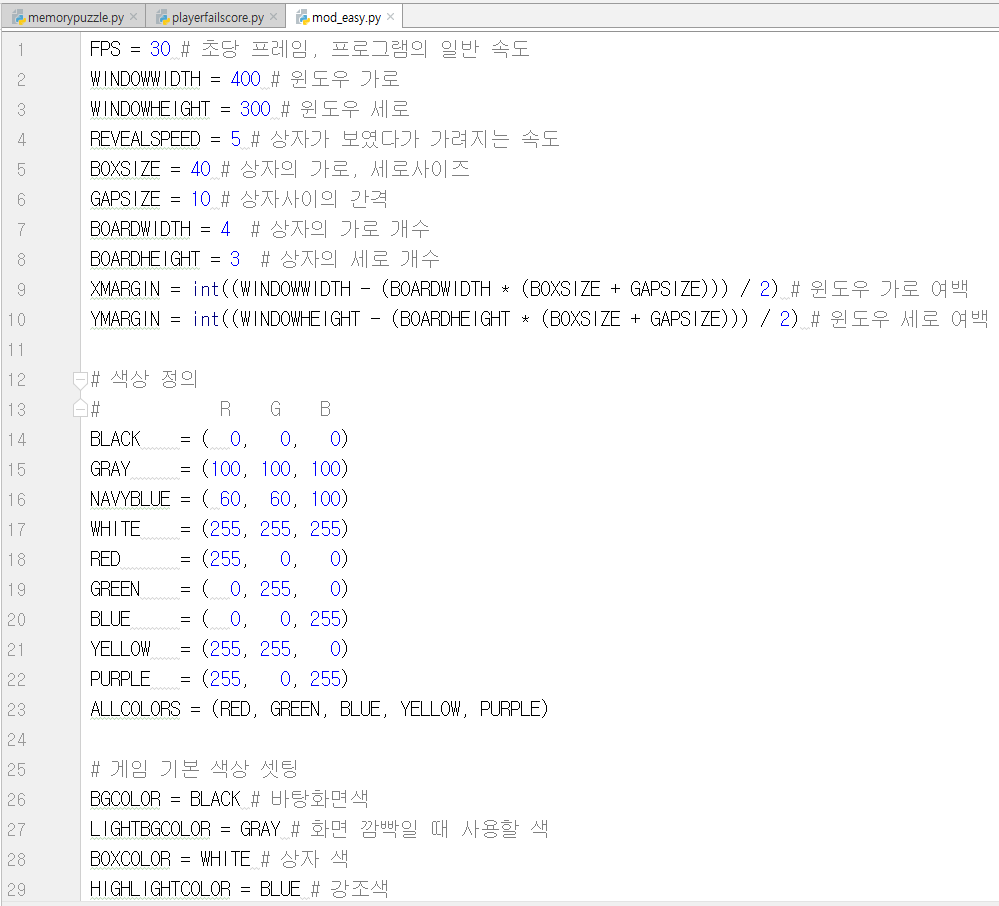 memorypuzzle.py × playerfailscore.py × mod_easy.py ×
1 FPS = 30 # 초당 프레임, 프로그램의 일반 속도
2 WINDOWWIDTH = 400 # 윈도우 가로
3 WINDOWHEIGHT = 300 # 윈도우 세로
4 REVEALSPEED = 5 # 상자가 보였다가 가려지는 속도
5 BOXSIZE = 40 # 상자의 가로, 세로사이즈
6 GAPSIZE = 10 # 상자사이의 간격
7 BOARDWIDTH = 4  # 상자의 가로 개수
8 BOARDHEIGHT = 3  # 상자의 세로 개수
9 XMARGIN = int((WINDOWWIDTH - (BOARDWIDTH * (BOXSIZE + GAPSIZE))) / 2) # 윈도우 가로 여백
10 YMARGIN = int((WINDOWHEIGHT - (BOARDHEIGHT * (BOXSIZE + GAPSIZE))) / 2) # 윈도우 세로 여백
11
12 # 색상 정의
13 #            R    G    B
14 BLACK    = (  0,   0,   0)
15 GRAY     = (100, 100, 100)
16 NAVYBLUE = ( 60,  60, 100)
17 WHITE    = (255, 255, 255)
18 RED      = (255,   0,   0)
19 GREEN    = (  0, 255,   0)
20 BLUE     = (  0,   0, 255)
21 YELLOW   = (255, 255,   0)
22 PURPLE   = (255,   0, 255)
23 ALLCOLORS = (RED, GREEN, BLUE, YELLOW, PURPLE)
24
25 # 게임 기본 색상 셋팅
26 BGCOLOR = BLACK # 바탕화면색
27 LIGHTBGCOLOR = GRAY # 화면 깜빡일 때 사용할 색
28 BOXCOLOR = WHITE # 상자 색
29 HIGHLIGHTCOLOR = BLUE # 강조색